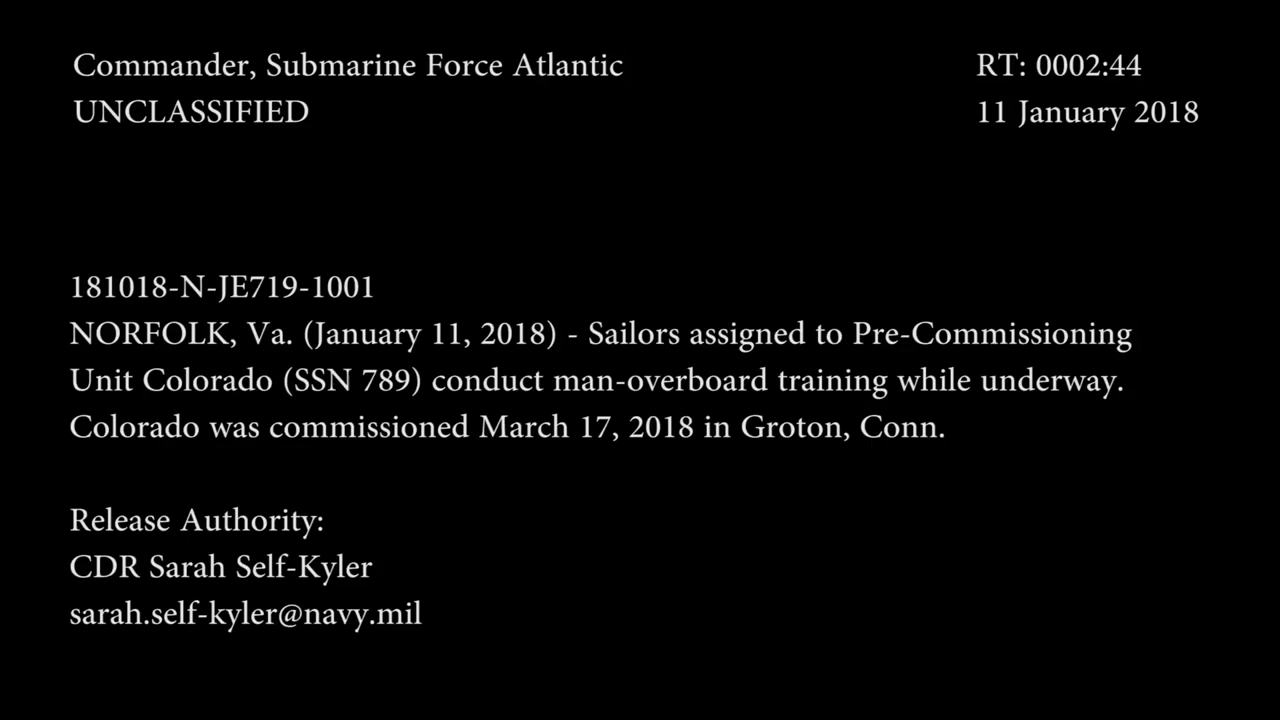 Commander, Submarine Force Atlantic
UNCLASSIFIED
RT: 0002:44
11 January 2018
181018-N-JE719-1001
NORFOLK, Va. (January 11, 2018) - Sailors assigned to Pre-Commissioning
Unit Colorado (SSN 789) conduct man-overboard training while underway.
Colorado was commissioned March 17, 2018 in Groton, Conn.
Release Authority:
CDR Sarah Self-Kyler
sarah.self-kyler@navy.mil